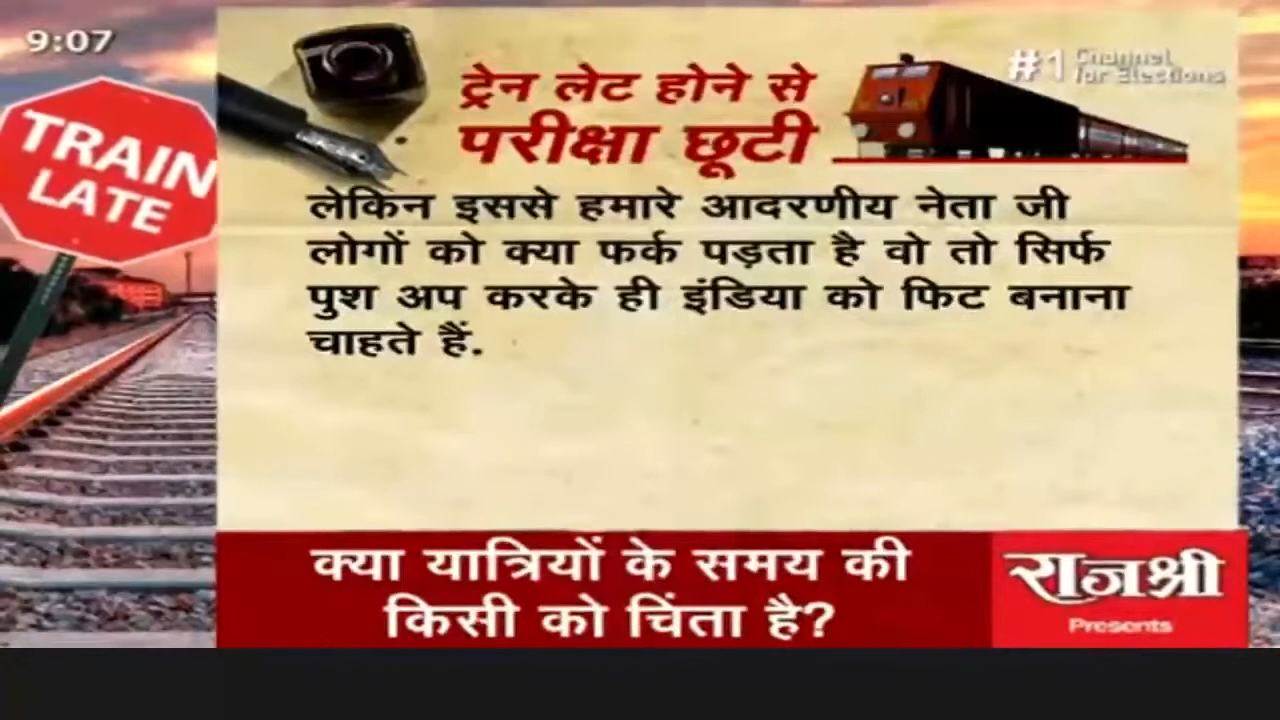 9:07
#1 Channel
for Elections
TRAIN
LATE
ट्रेन लेट होने से
परीक्षा छूटी
लेकिन इससे हमारे आदरणीय नेता जी
लोगों को क्या फर्क पड़ता है वो तो सिर्फ
पुश अप करके ही इंडिया को फिट बनाना
चाहते हैं.
क्या यात्रियों के समय की
किसी को चिंता है?
राजश्री
Presents